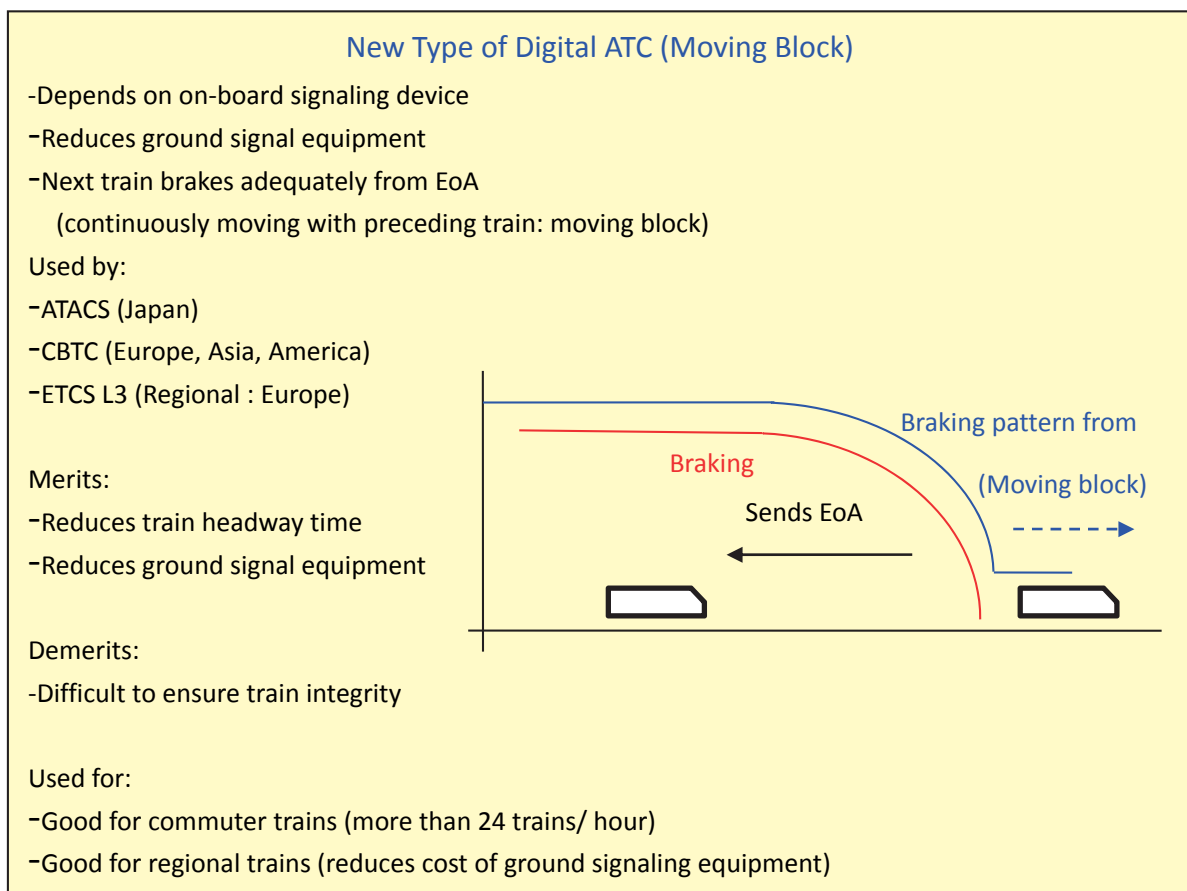 New Type of Digital ATC (Moving Block)
-Depends on on-board signaling device
-Reduces ground signal equipment
-Next train brakes adequately from EoA
(continuously moving with preceding train: moving block)
Used by:
-ATACS (Japan)
-CBTC (Europe, Asia, America)
-ETCS L3 (Regional : Europe)
Merits:
-Reduces train headway time
-Reduces ground signal equipment
Demerits:
-Difficult to ensure train integrity
Used for:
-Good for commuter trains (more than 24 trains/ hour)
-Good for regional trains (reduces cost of ground signaling equipment)
Braking pattern from
Braking
(Moving block)
Sends EoA